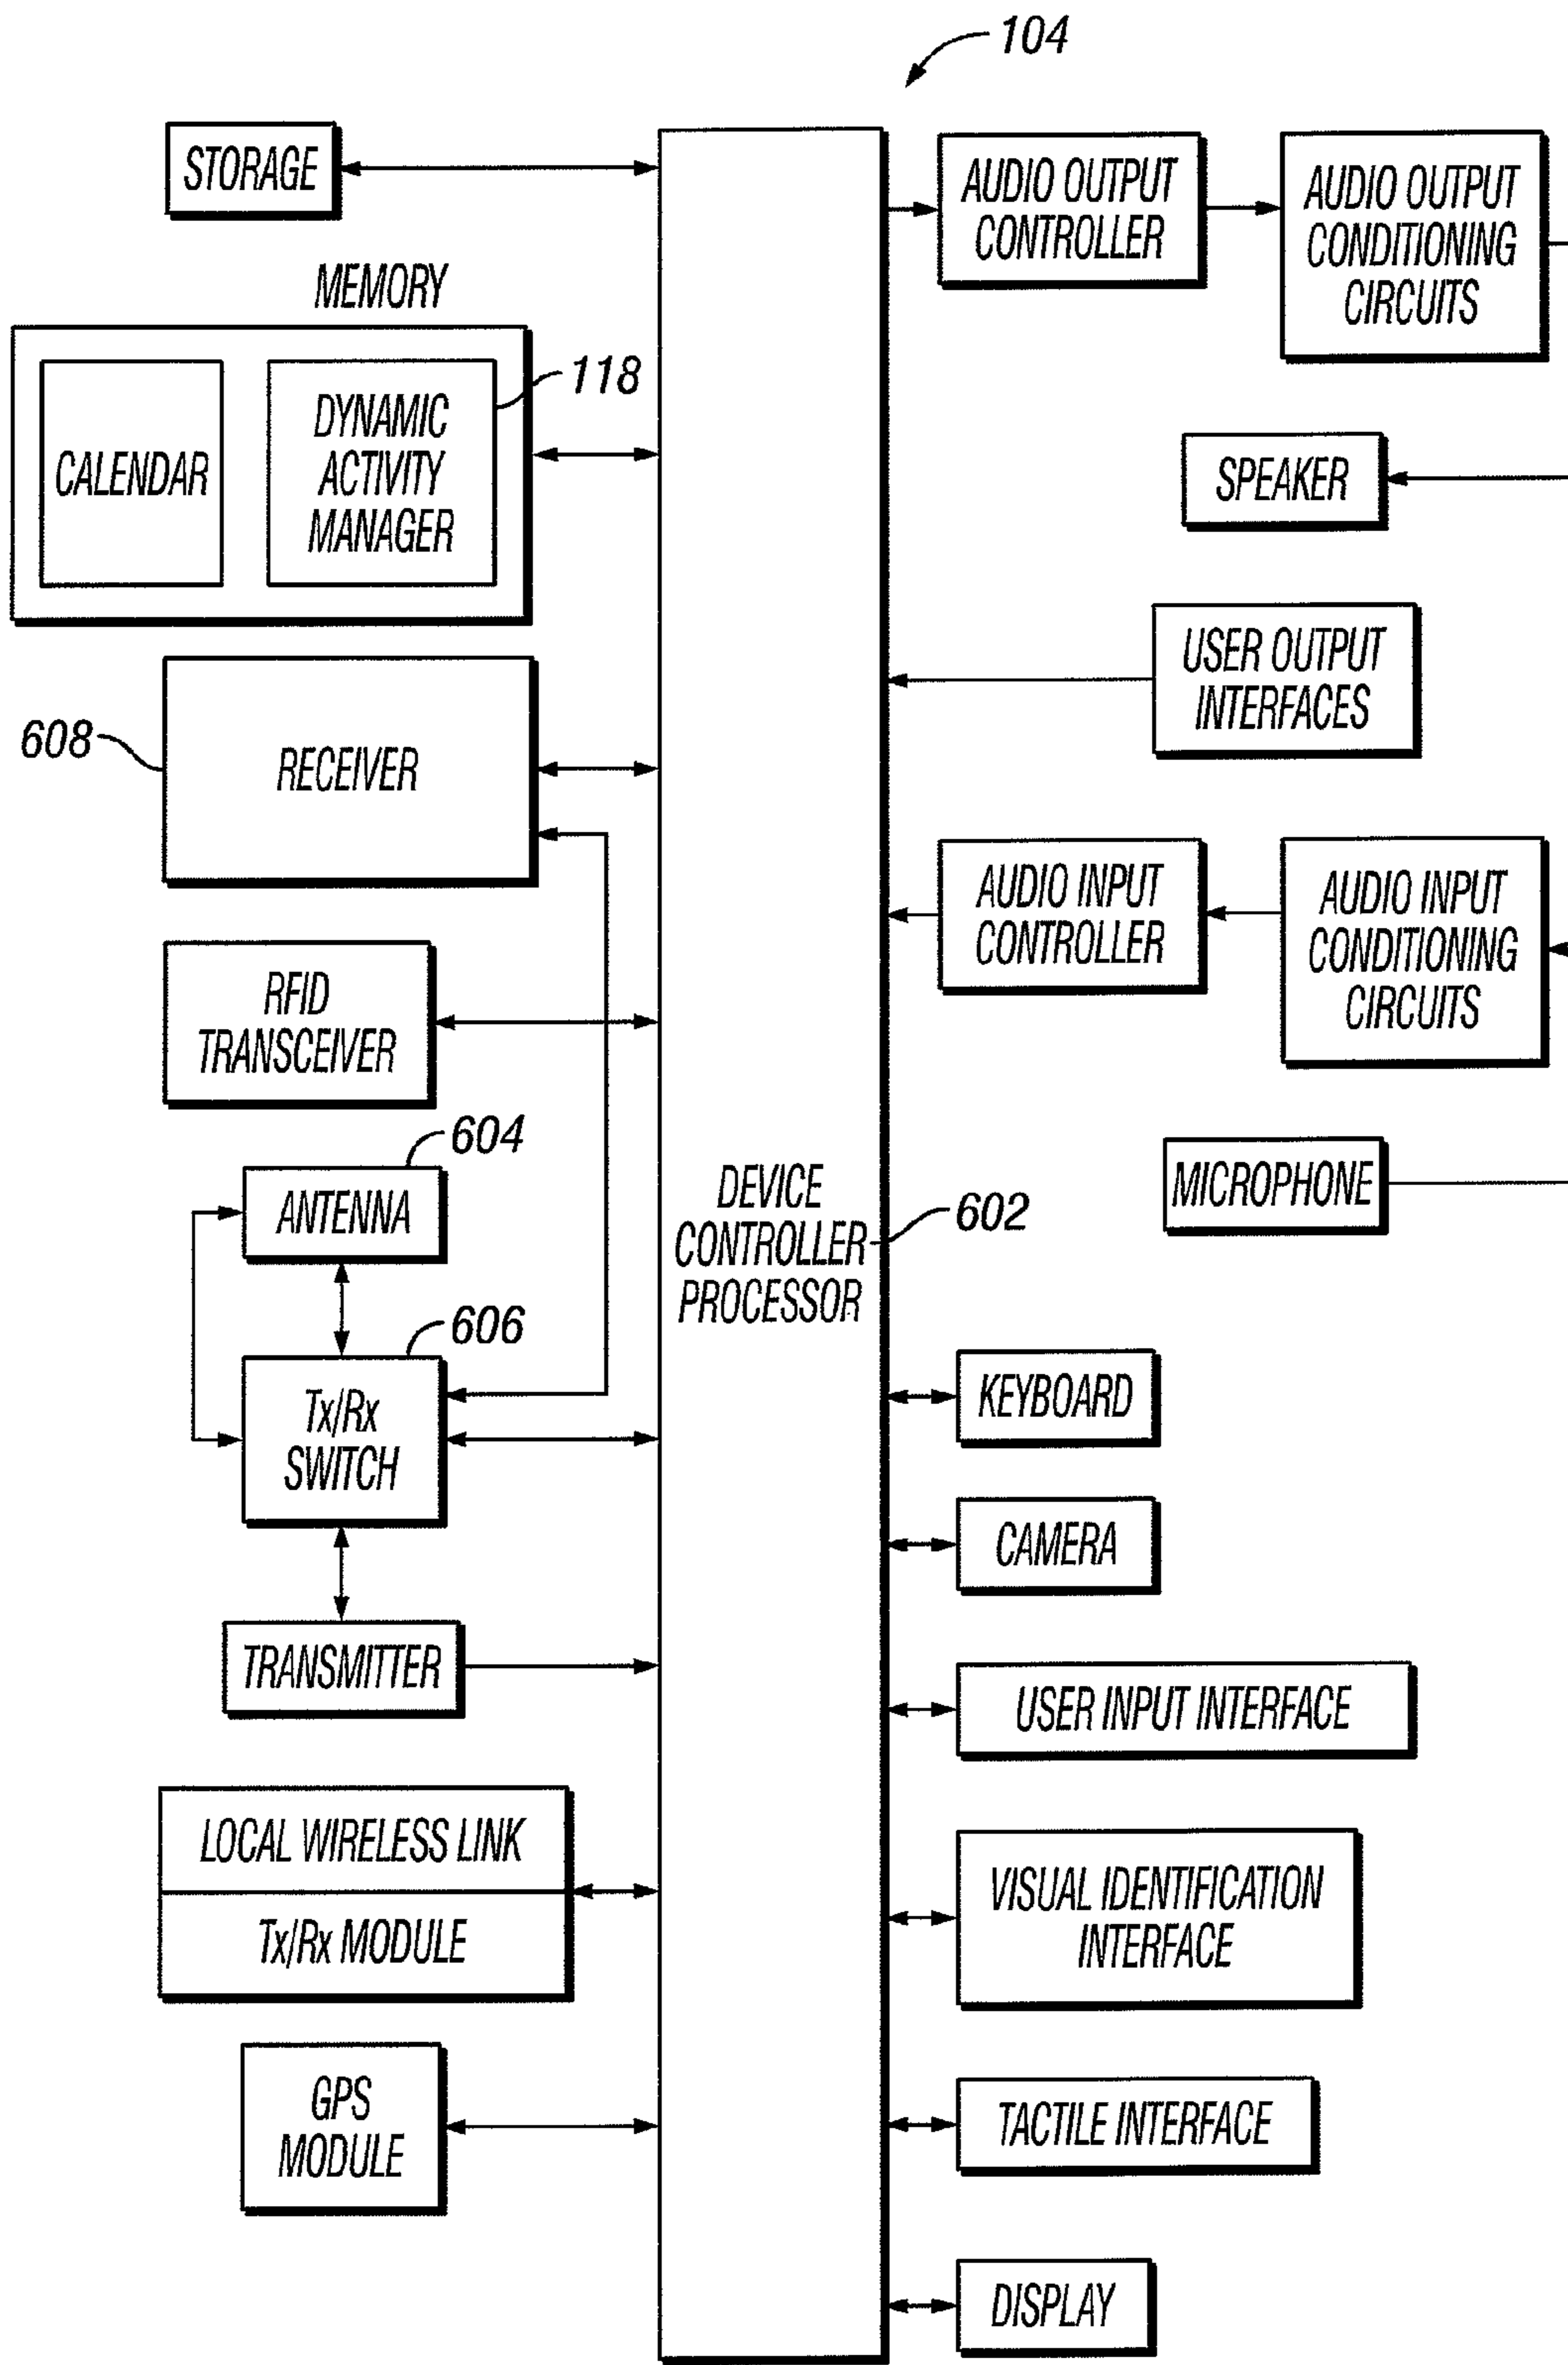 104
STORAGE
MEMORY
CALENDAR
DYNAMIC
ACTIVITY
MANAGER
118
RECEIVER
608
RFID
TRANSCEIVER
604
ANTENNA
606
Tx/Rx
SWITCH
TRANSMITTER
LOCAL WIRELESS LINK
Tx/Rx MODULE
GPS
MODULE
DEVICE
CONTROLLER
PROCESSOR
602
AUDIO OUTPUT
CONTROLLER
AUDIO OUTPUT
CONDITIONING
CIRCUITS
SPEAKER
USER OUTPUT
INTERFACES
AUDIO INPUT
CONTROLLER
AUDIO INPUT
CONDITIONING
CIRCUITS
MICROPHONE
KEYBOARD
CAMERA
USER INPUT INTERFACE
VISUAL IDENTIFICATION
INTERFACE
TACTILE INTERFACE
DISPLAY